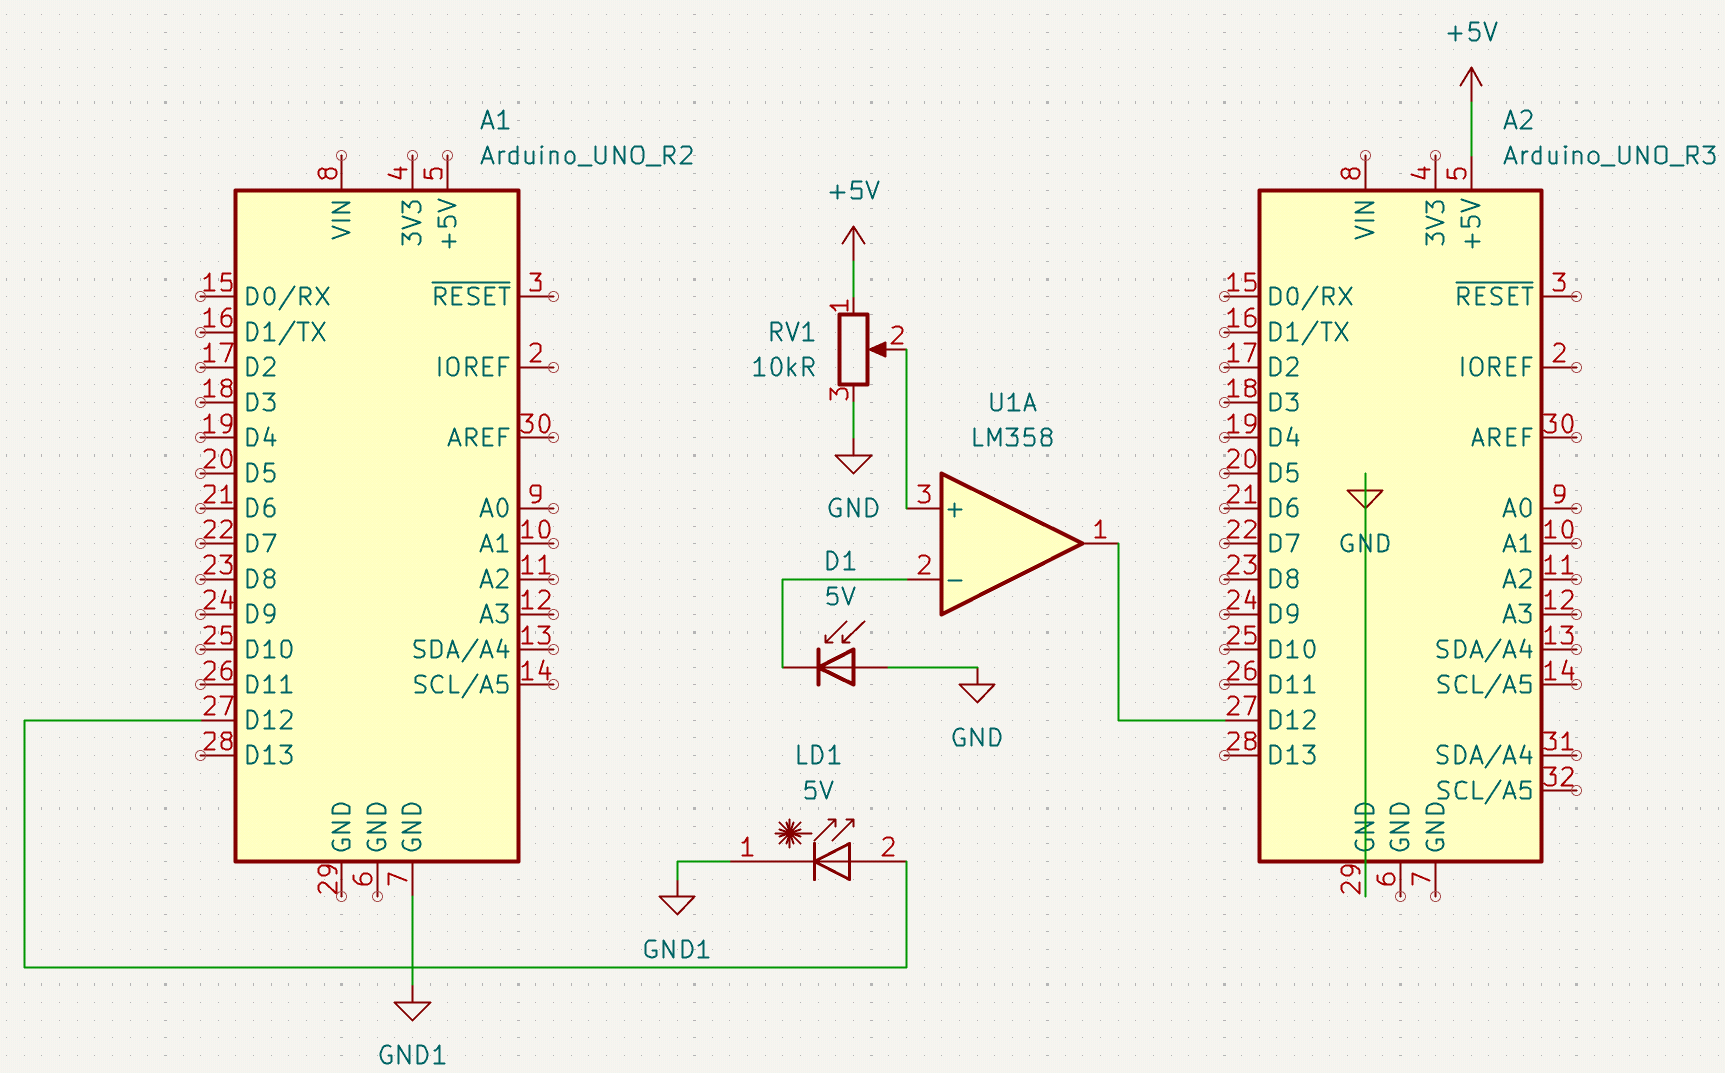 A1
Arduino_UNO_R2
8
4
5
VIN
3V3
+5V
15
D0/RX
16
D1/TX
17
D2
18
D3
19
D4
20
D5
21
D6
22
D7
23
D8
24
D9
25
D10
26
D11
27
D12
28
D13
RESET
3
IOREF
2
AREF
30
A0
9
A1
10
A2
11
A3
12
SDA/A4
13
SCL/A5
14
GND
GND
GND
29
6
7
GND1
+5V
RV1
10kR
1
2
3
GND
U1A
LM358
3
+
2
−
1
D1
5V
GND
LD1
5V
1
2
GND1
+5V
A2
Arduino_UNO_R3
8
4
5
VIN
3V3
+5V
15
D0/RX
16
D1/TX
17
D2
18
D3
19
D4
20
D5
21
D6
22
D7
23
D8
24
D9
25
D10
26
D11
27
D12
28
D13
GND
RESET
3
IOREF
2
AREF
30
A0
9
A1
10
A2
11
A3
12
SDA/A4
13
SCL/A5
14
SDA/A4
31
SCL/A5
32
GND
GND
GND
29
6
7